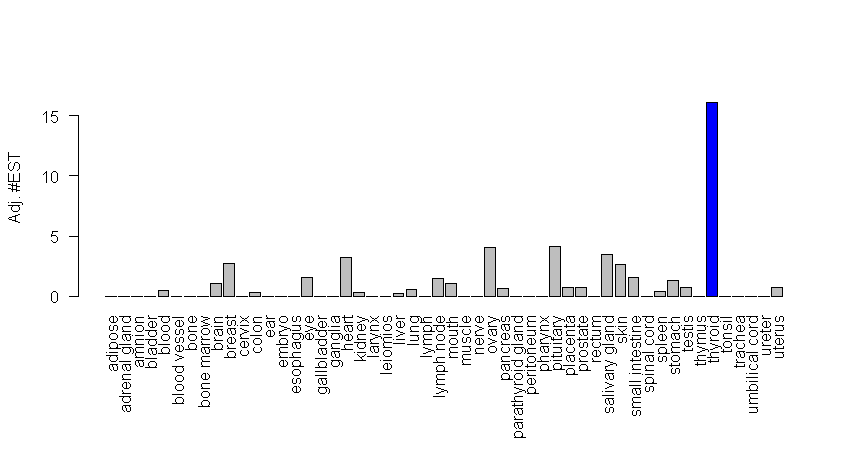 Adj. #EST
15
10
5
0
adipose
adrenal gland
amnion
bladder
blood
blood vessel
bone
bone marrow
brain
breast
cervix
colon
ear
embryo
esophagus
eye
gallbladder
ganglia
heart
kidney
larynx
leiomios
liver
lung
lymph
lymph node
mouth
muscle
nerve
ovary
pancreas
parathyroid gland
peritoneum
pharynx
pituitary
placenta
prostate
rectum
salivary gland
skin
small intestine
spinal cord
spleen
stomach
testis
thymus
thyroid
tonsil
trachea
umbilical cord
ureter
uterus